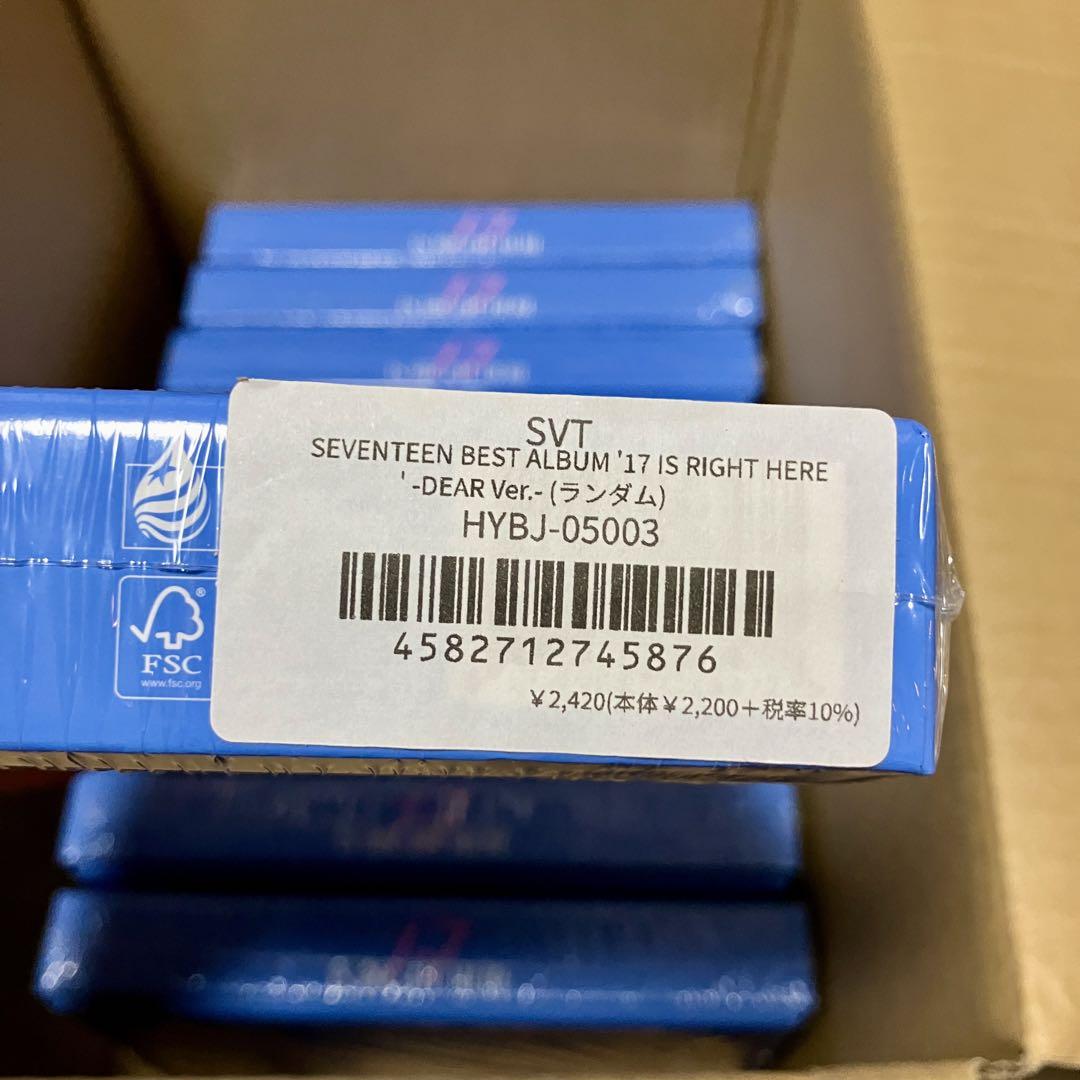 SVT
SEVENTEEN BEST ALBUM '17 IS RIGHT HERE
' -DEAR Ver.- (ランダム)
HYBJ-05003
4582712745876
¥2,420(本体¥2,200+税率10%)
FSC
www.fsc.org